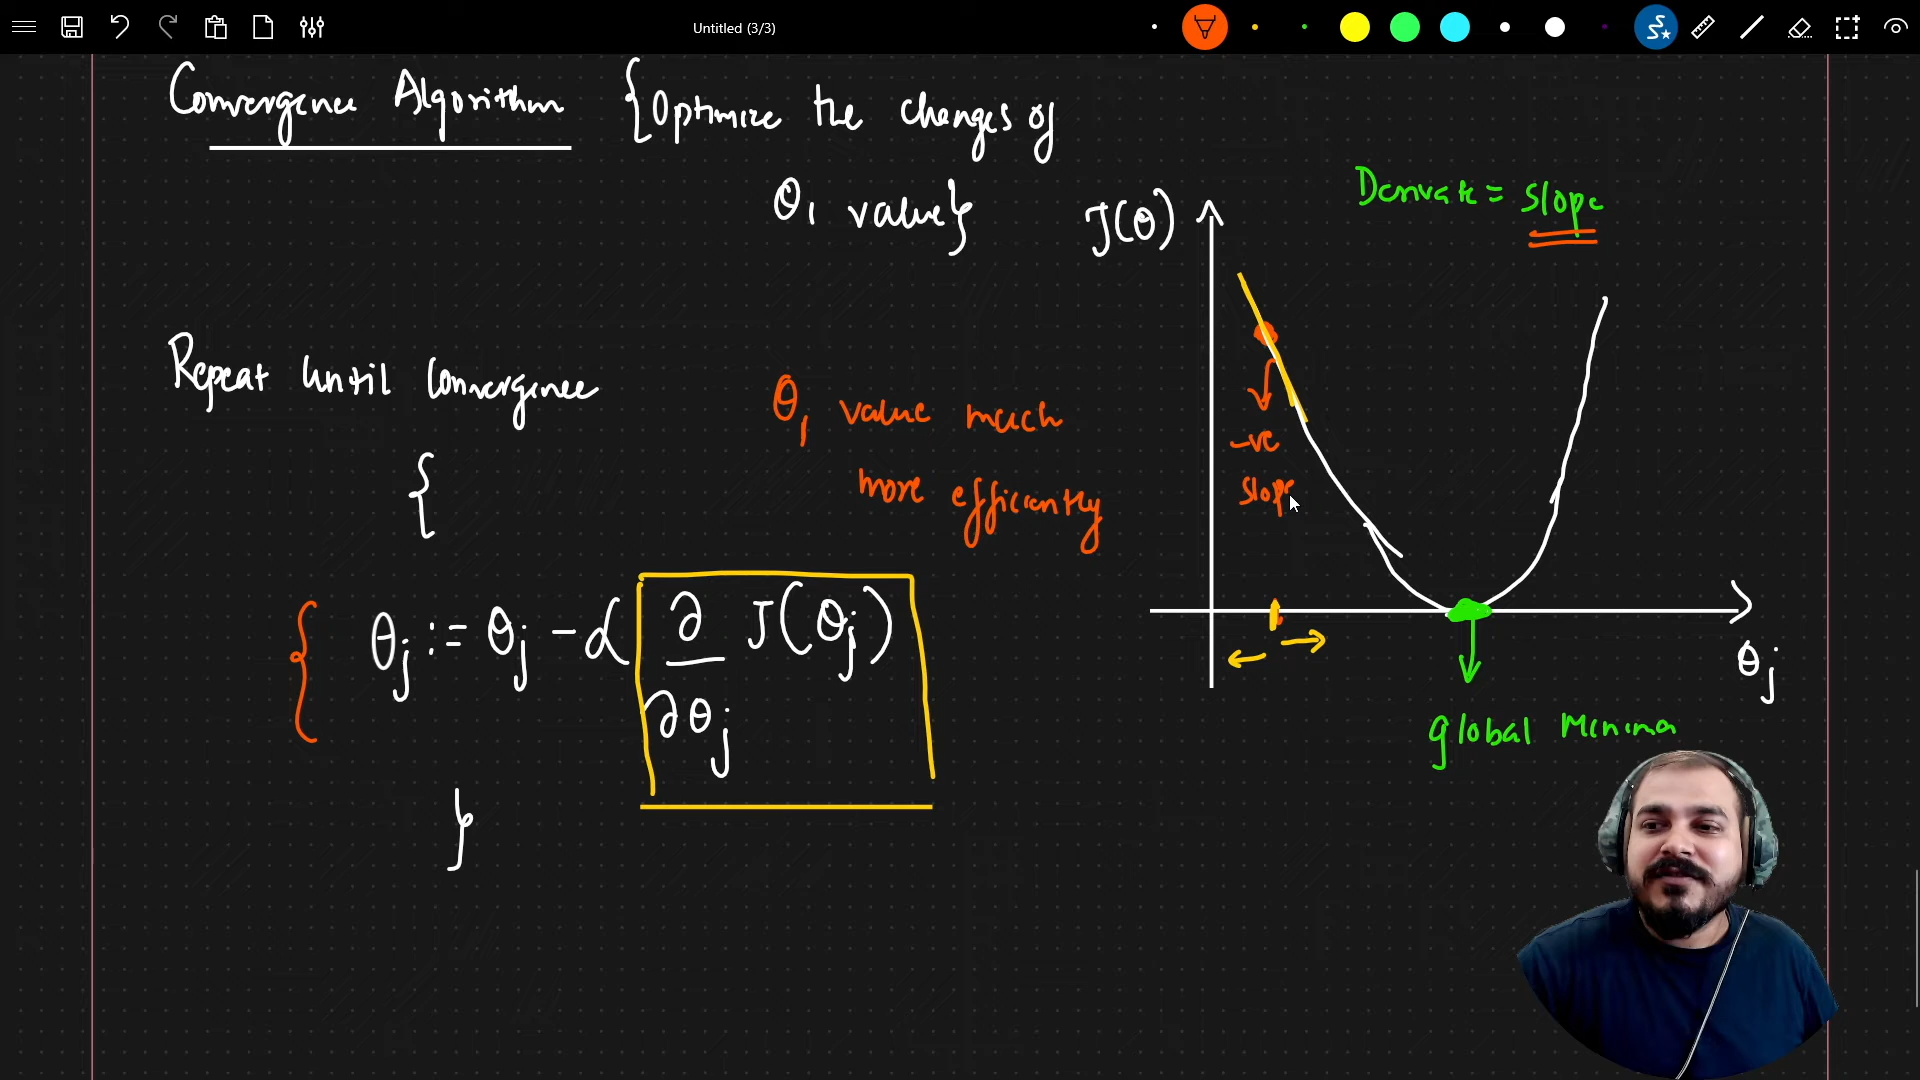 Untitled (3/3)
Convergence Algorithm { Optimize the changes of
θ1 value }
J(θ)
Derivate = Slope
Repeat until Convergence
θ1 value much
more efficiently
-ve
slope
{
θj := θj - α ∂/∂θj J(θj)
}
θj
global Minima